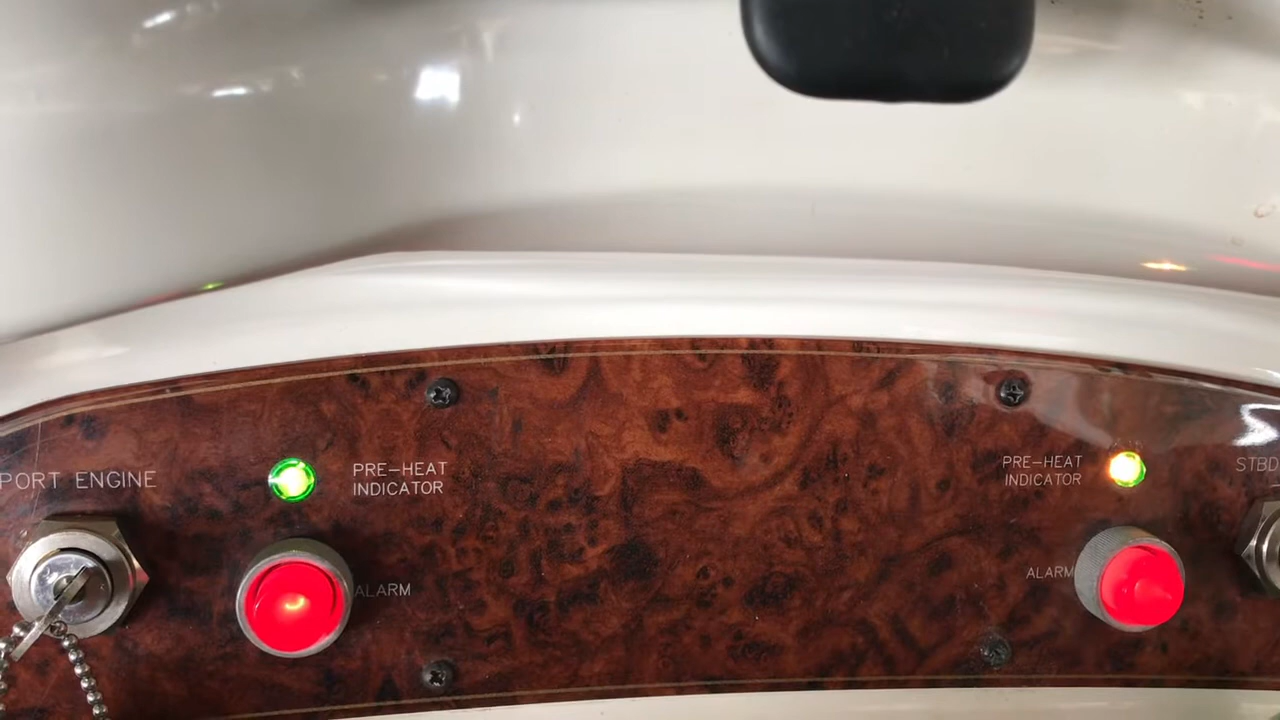 PORT ENGINE
PRE-HEAT
INDICATOR
ALARM
PRE-HEAT
INDICATOR
ALARM
STBD